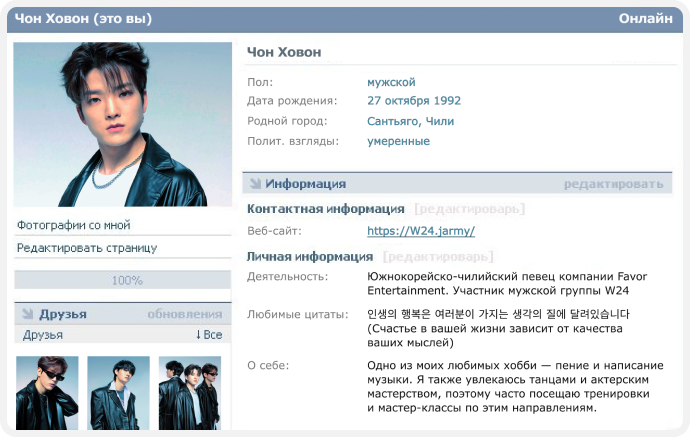 Чон Ховон (это вы)
Онлайн
Чон Ховон
Пол: мужской
Дата рождения: 27 октября 1992
Родной город: Сантьяго, Чили
Полит. взгляды: умеренные
Информация
редактировать
Контактная информация [редактироварь]
Веб-сайт: https://W24.jarmy/
Личная информация [редактироварь]
Деятельность: Южнокорейско-чилийский певец компании Favor
Entertainment. Участник мужской группы W24
Любимые цитаты: 인생의 행복은 여러분이 가지는 생각의 질에 달려있습니다
(Счастье в вашей жизни зависит от качества
ваших мыслей)
О себе: Одно из моих любимых хобби — пение и написание
музыки. Я также увлекаюсь танцами и актерским
мастерством, поэтому часто посещаю тренировки
и мастер-классы по этим направлениям.
Фотографии со мной
Редактировать страницу
100%
Друзья
обновления
Друзья
↓Все